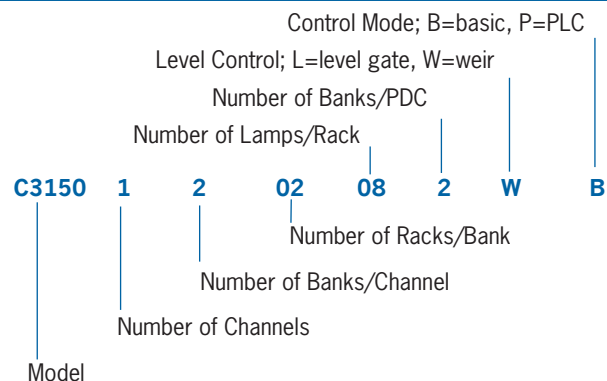 Control Mode; B=basic, P=PLC
Level Control; L=level gate, W=weir
Number of Banks/PDC
Number of Lamps/Rack
C3150 1 2 02 08 2 W B
Number of Racks/Bank
Number of Banks/Channel
Number of Channels
Model